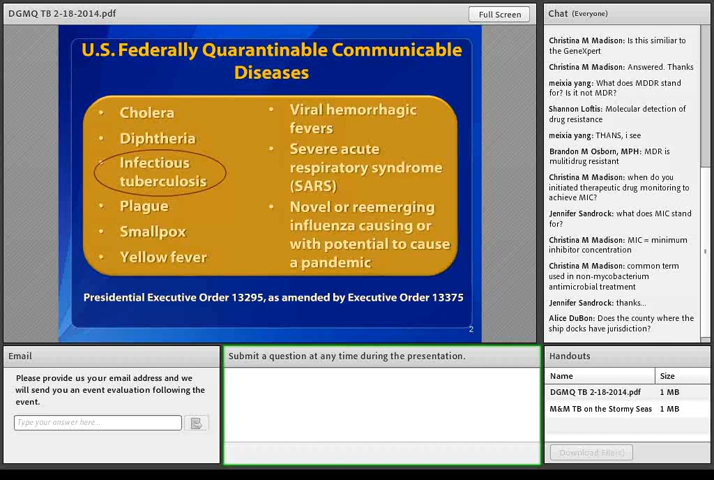 DGMQ TB 2-18-2014.pdf
Full Screen
U.S. Federally Quarantinable Communicable
Diseases
• Cholera
• Diphtheria
• Infectious
tuberculosis
• Plague
• Smallpox
• Yellow fever
• Viral hemorrhagic
fevers
• Severe acute
respiratory syndrome
(SARS)
• Novel or reemerging
influenza causing or
with potential to cause
a pandemic
Presidential Executive Order 13295, as amended by Executive Order 13375
2
Chat (Everyone)
Christina M Madison: Is this similiar to
the GeneXpert
Christina M Madison: Answered. Thanks
meixia yang: What does MDDR stand
for? Is it not MDR?
Shannon Loftis: Molecular detection of
drug resistance
meixia yang: THANS, i see
Brandon M Osborn, MPH: MDR is
mulitidrug resistant
Christina M Madison: when do you
initiated therapeutic drug monitoring to
achieve MIC?
Jennifer Sandrock: what does MIC stand
for?
Christina M Madison: MIC = minimum
inhibitor concentration
Christina M Madison: common term
used in non-mycobacterium
antimicrobial treatment
Jennifer Sandrock: thanks...
Alice DuBon: Does the county where the
ship docks have jurisdiction?
Email
Please provide us your email address and we
will send you an event evaluation following the
event.
Type your answer here...
Submit a question at any time during the presentation.
Handouts
Name Size
DGMQ TB 2-18-2014.pdf 1 MB
M&M TB on the Stormy Seas 1 MB
Download File(s)